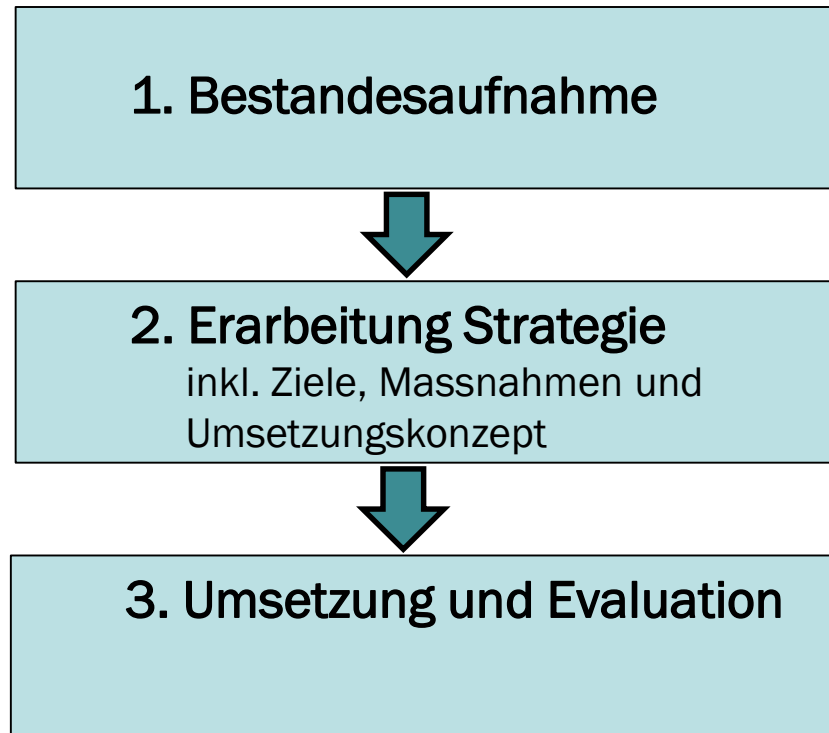 1. Bestandesaufnahme
2. Erarbeitung Strategie
inkl. Ziele, Massnahmen und
Umsetzungskonzept
3. Umsetzung und Evaluation